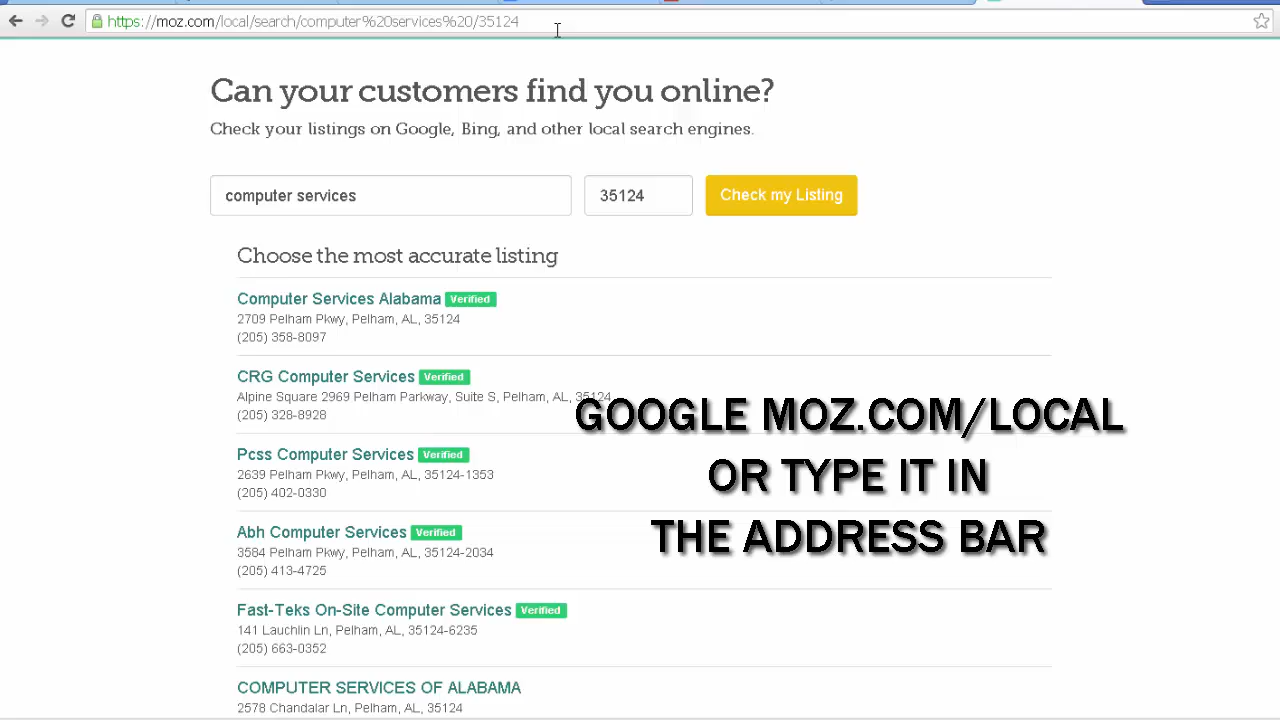 https://moz.com/local/search/computer%20services%20/35124
Can your customers find you online?
Check your listings on Google, Bing, and other local search engines.
computer services
35124
Check my Listing
Choose the most accurate listing
Computer Services Alabama Verified
2709 Pelham Pkwy, Pelham, AL, 35124
(205) 358-8097
CRG Computer Services Verified
Alpine Square 2969 Pelham Parkway, Suite S, Pelham, AL, 35124
(205) 328-8928
GOOGLE MOZ.COM/LOCAL
OR TYPE IT IN
THE ADDRESS BAR
Pcss Computer Services Verified
2639 Pelham Pkwy, Pelham, AL, 35124-1353
(205) 402-0330
Abh Computer Services Verified
3584 Pelham Pkwy, Pelham, AL, 35124-2034
(205) 413-4725
Fast-Teks On-Site Computer Services Verified
141 Lauchlin Ln, Pelham, AL, 35124-6235
(205) 663-0352
COMPUTER SERVICES OF ALABAMA
2578 Chandalar Ln, Pelham, AL, 35124